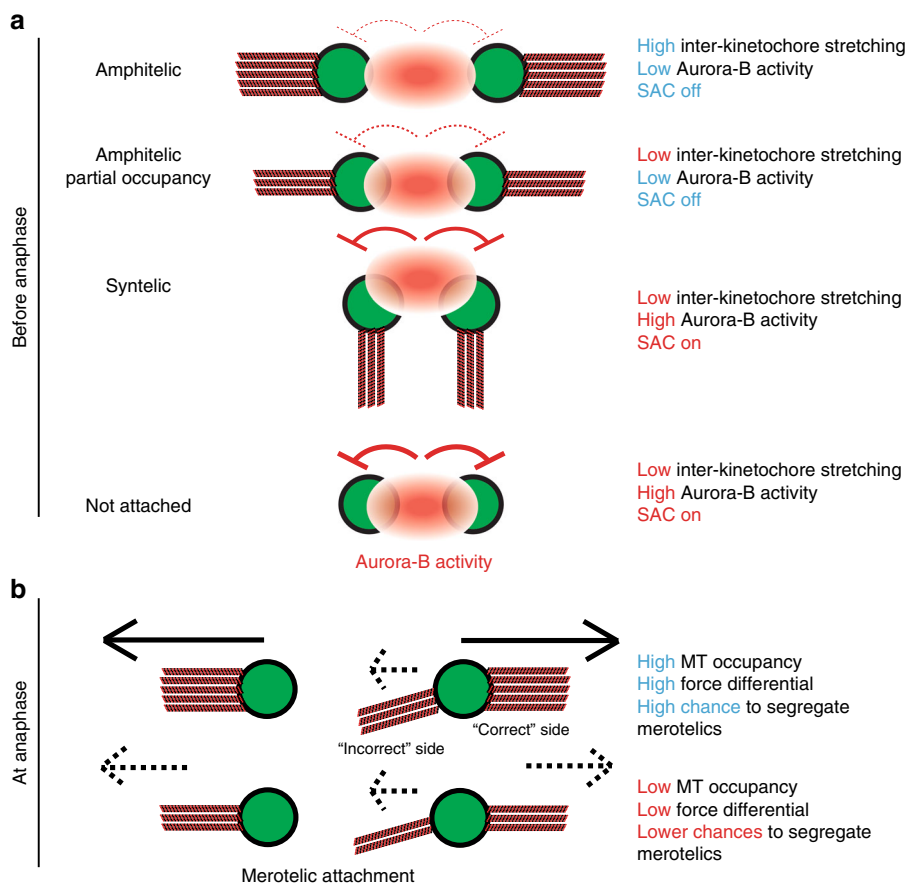 a
Before anaphase
Amphitelic
High inter-kinetochore stretching
Low Aurora-B activity
SAC off
Amphitelic
partial occupancy
Low inter-kinetochore stretching
Low Aurora-B activity
SAC off
Syntelic
Low inter-kinetochore stretching
High Aurora-B activity
SAC on
Not attached
Low inter-kinetochore stretching
High Aurora-B activity
SAC on
Aurora-B activity
b
At anaphase
"Incorrect" side
"Correct" side
High MT occupancy
High force differential
High chance to segregate
merotelics
Low MT occupancy
Low force differential
Lower chances to segregate
merotelics
Merotelic attachment